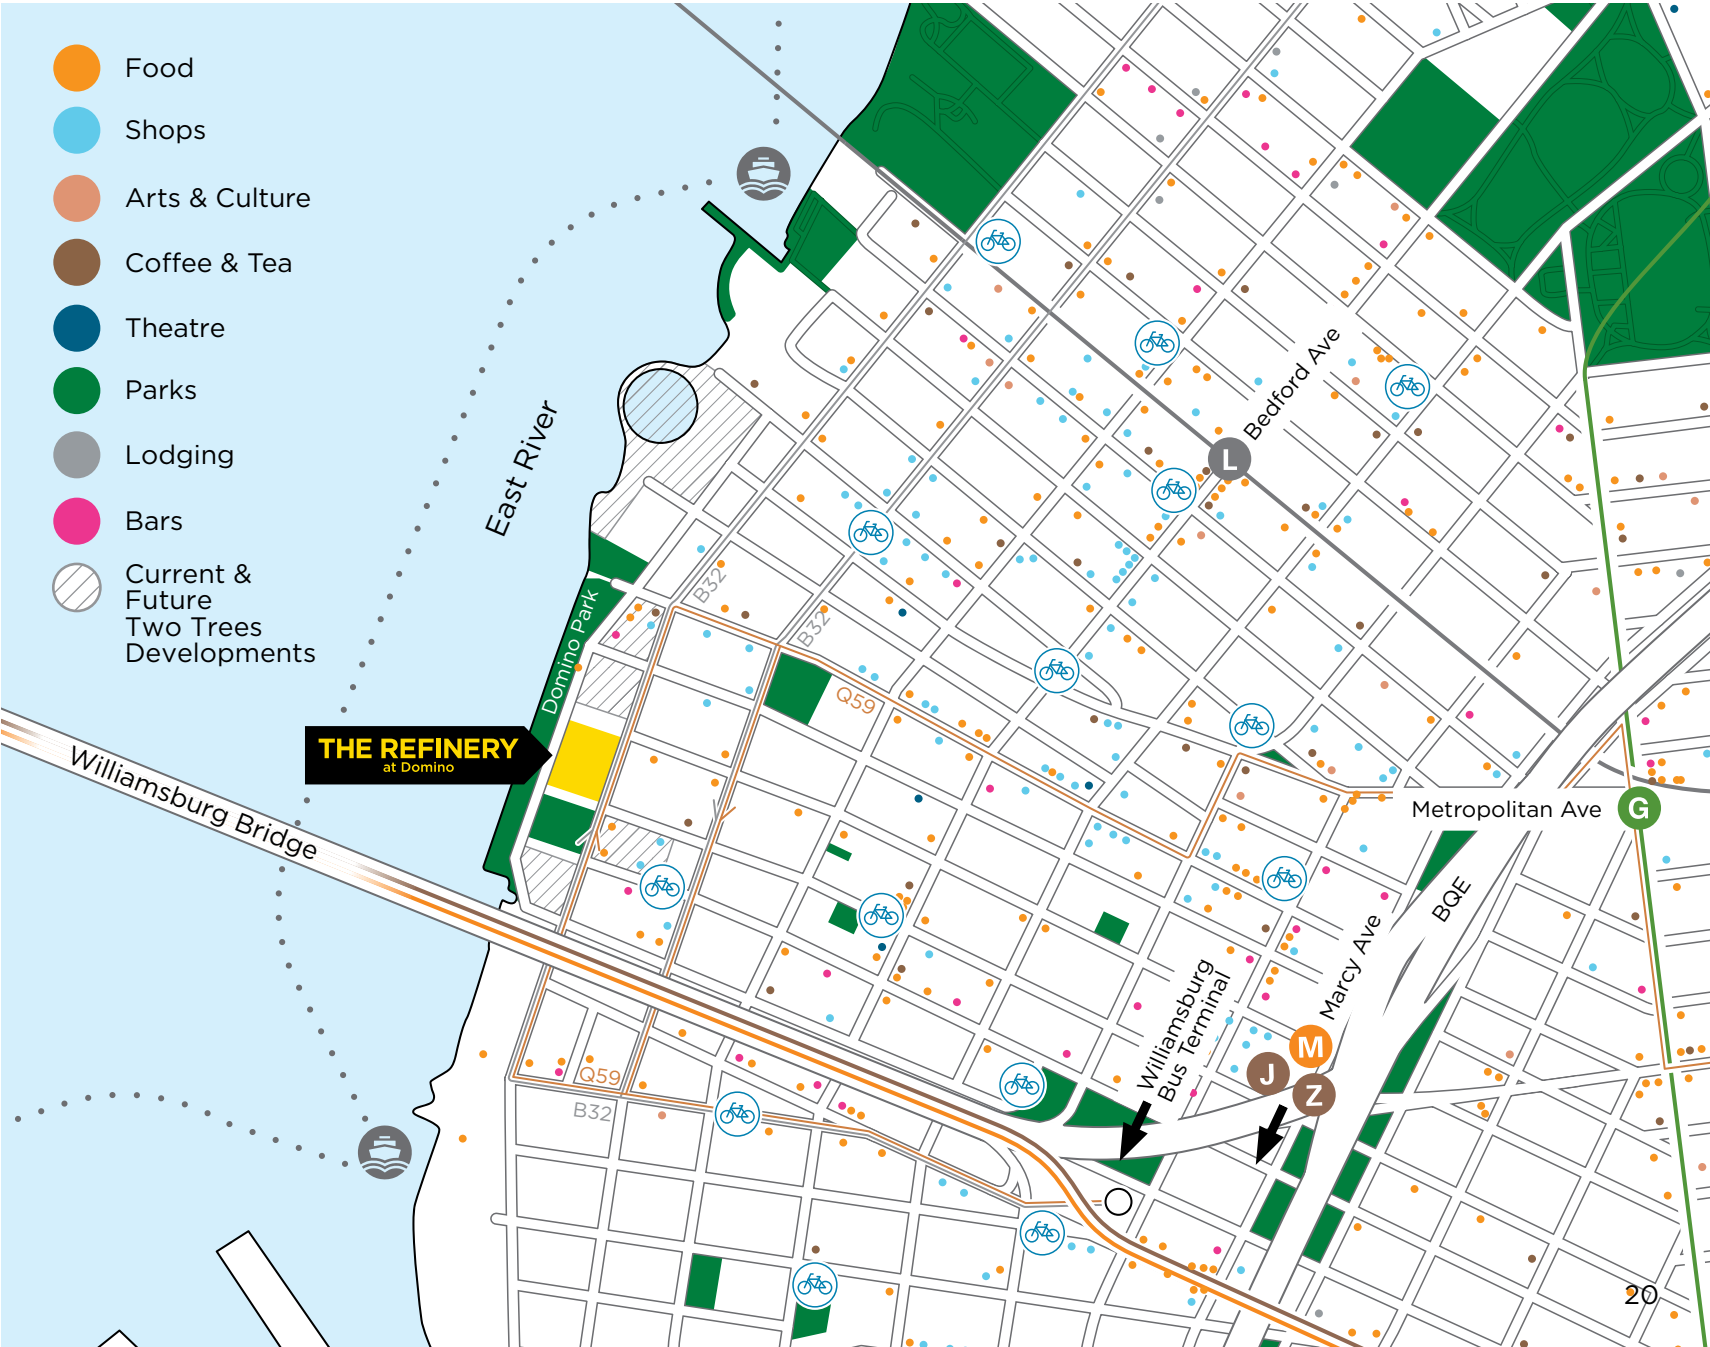 Food
Shops
Arts & Culture
Coffee & Tea
Theatre
Parks
Lodging
Bars
Current &
Future
Two Trees
Developments
East River
Bedford Ave
L
B32
B32
Domino Park
Q59
THE REFINERY
at Domino
Williamsburg Bridge
Metropolitan Ave
G
BQE
Marcy Ave
Williamsburg
Bus Terminal
M
J
Z
Q59
B32
20